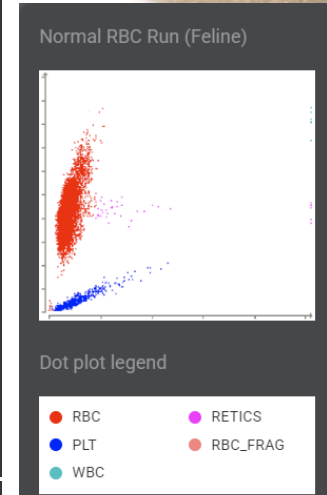 Normal RBC Run (Feline)
Dot plot legend
RBC
RETICS
PLT
RBC_FRAG
WBC